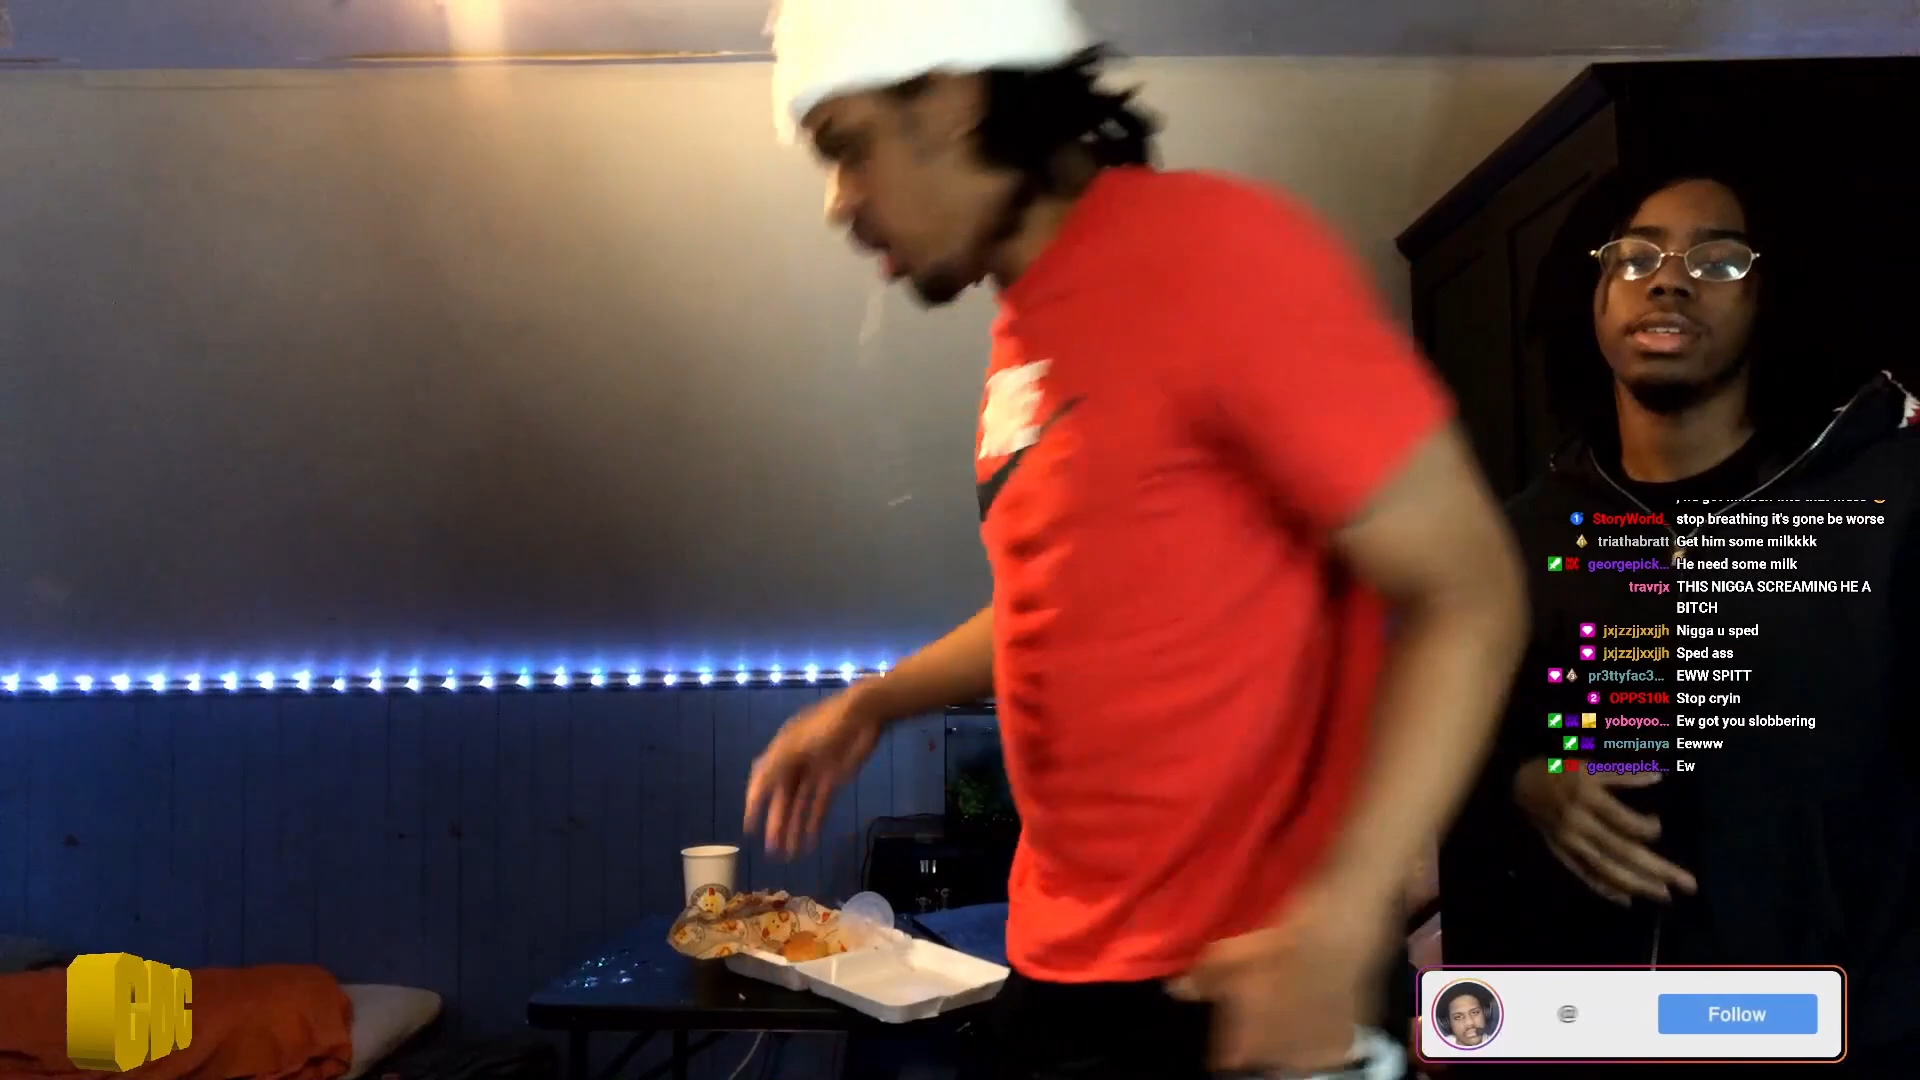 StoryWorld_ stop breathing it's gone be worse
triathabratt Get him some milkkkk
georgepick... He need some milk
travrjx THIS NIGGA SCREAMING HE A
BITCH
jxjzzjjxxjjh Nigga u sped
jxjzzjjxxjjh Sped ass
pr3ttyfac3... EWW SPITT
2 OPPS10k Stop cryin
yoboyoo... Ew got you slobbering
mcmjanya Eewww
georgepick... Ew
@ Follow